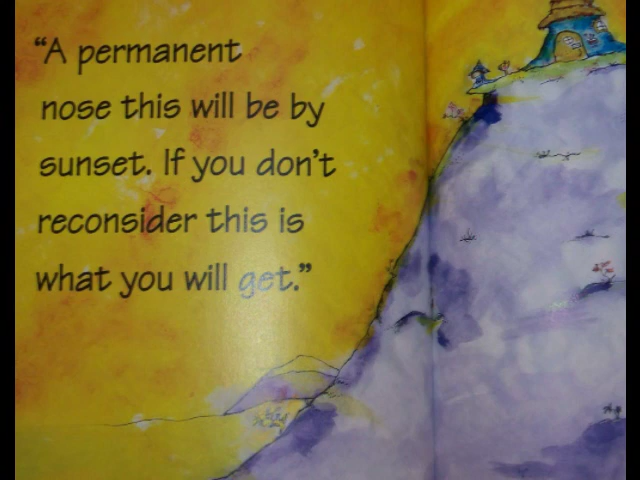 “A permanent
nose this will be by
sunset. If you don’t
reconsider this is
what you will get.”